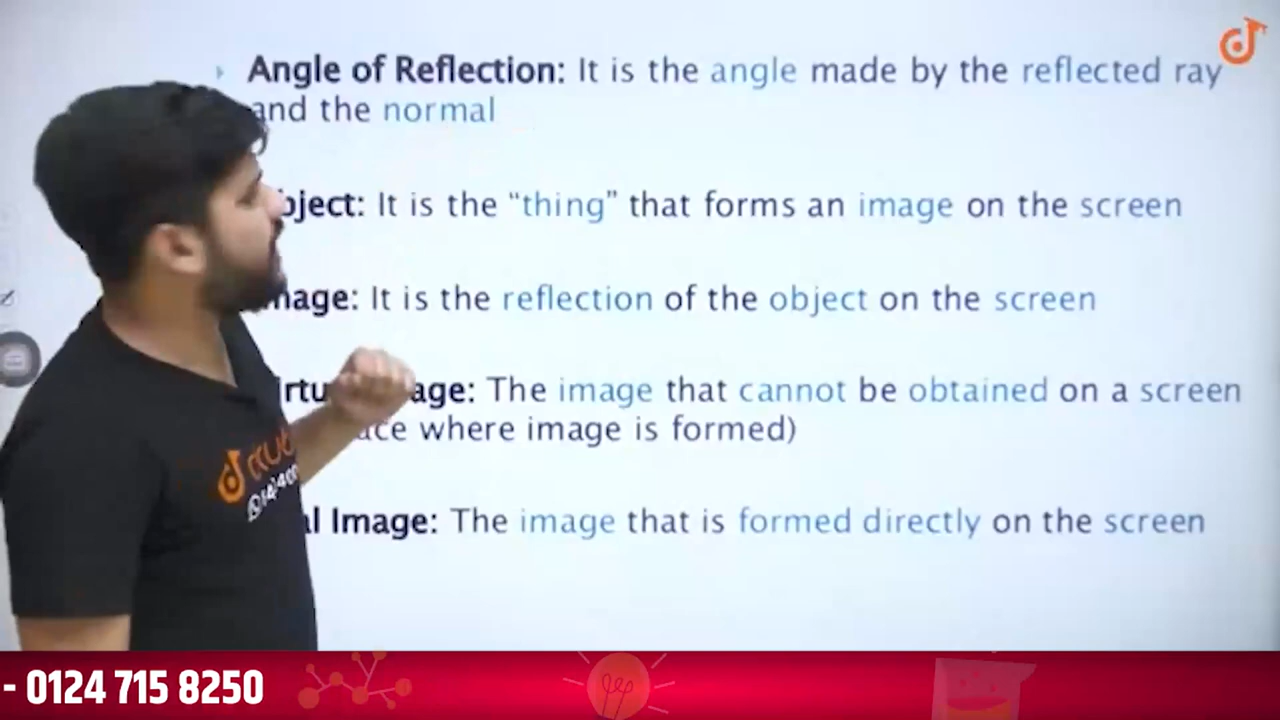 Angle of Reflection: It is the angle made by the reflected ray
and the normal
bject: It is the “thing” that forms an image on the screen
mage: It is the reflection of the object on the screen
irtu age: The image that cannot be obtained on a screen
ace where image is formed)
al Image: The image that is formed directly on the screen
- 0124 715 8250